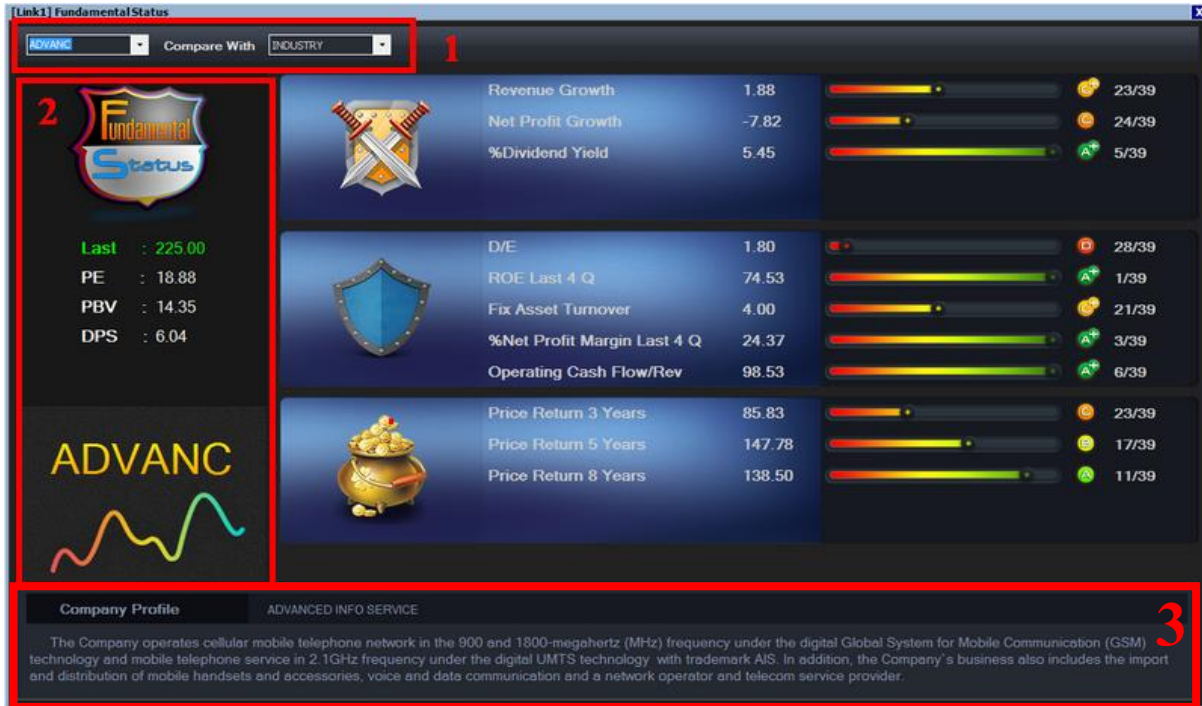 [Link1] Fundamental Status X
ADVANC Compare With INDUSTRY 1
2
Fundamental
Status
Last : 225.00
PE : 18.88
PBV : 14.35
DPS : 6.04
ADVANC
Revenue Growth 1.88 C+ 23/39
Net Profit Growth -7.82 C 24/39
%Dividend Yield 5.45 A+ 5/39
D/E 1.80 D 28/39
ROE Last 4 Q 74.53 A+ 1/39
Fix Asset Turnover 4.00 C+ 21/39
%Net Profit Margin Last 4 Q 24.37 A+ 3/39
Operating Cash Flow/Rev 98.53 A+ 6/39
Price Return 3 Years 85.83 C 23/39
Price Return 5 Years 147.78 B 17/39
Price Return 8 Years 138.50 A 11/39
Company Profile ADVANCED INFO SERVICE 3
The Company operates cellular mobile telephone network in the 900 and 1800-megahertz (MHz) frequency under the digital Global System for Mobile Communication (GSM)
technology and mobile telephone service in 2.1GHz frequency under the digital UMTS technology with trademark AIS. In addition, the Company`s business also includes the import
and distribution of mobile handsets and accessories, voice and data communication and a network operator and telecom service provider.